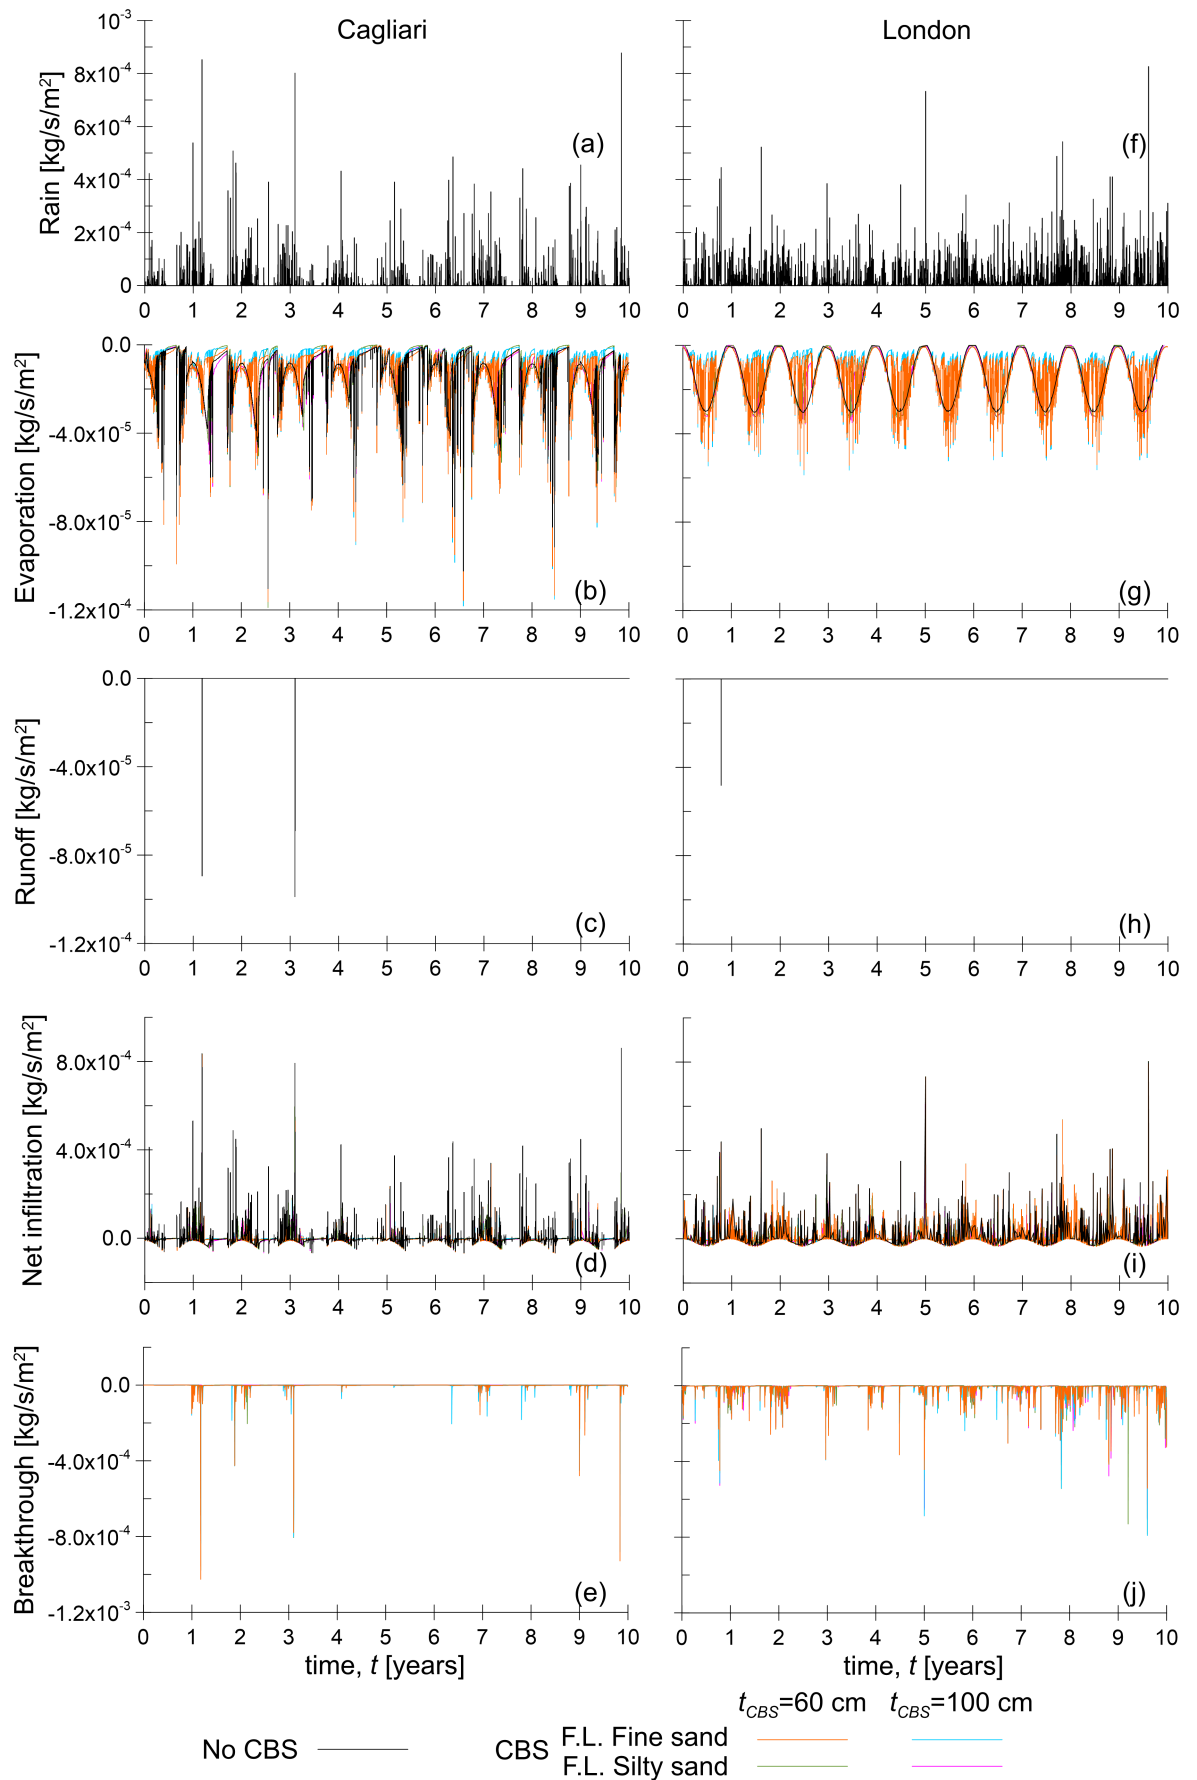 Cagliari
London
Rain [kg/s/m²]
10⁻³
8x10⁻⁴
6x10⁻⁴
4x10⁻⁴
2x10⁻⁴
0
(a)
0 1 2 3 4 5 6 7 8 9 10
(f)
0 1 2 3 4 5 6 7 8 9 10
Evaporation [kg/s/m²]
0.0
-4.0x10⁻⁵
-8.0x10⁻⁵
-1.2x10⁻⁴
(b)
0 1 2 3 4 5 6 7 8 9 10
(g)
0 1 2 3 4 5 6 7 8 9 10
Runoff [kg/s/m²]
0.0
-4.0x10⁻⁵
-8.0x10⁻⁵
-1.2x10⁻⁴
(c)
0 1 2 3 4 5 6 7 8 9 10
(h)
0 1 2 3 4 5 6 7 8 9 10
Net infiltration [kg/s/m²]
8.0x10⁻⁴
4.0x10⁻⁴
0.0
(d)
0 1 2 3 4 5 6 7 8 9 10
(i)
0 1 2 3 4 5 6 7 8 9 10
Breakthrough [kg/s/m²]
0.0
-4.0x10⁻⁴
-8.0x10⁻⁴
-1.2x10⁻³
(e)
0 1 2 3 4 5 6 7 8 9 10
time, t [years]
(j)
0 1 2 3 4 5 6 7 8 9 10
time, t [years]
t_CBS=60 cm t_CBS=100 cm
No CBS
CBS
F.L. Fine sand
F.L. Silty sand